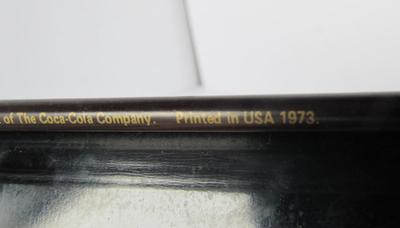 of The Coca-Cola Company. Printed in USA 1973.